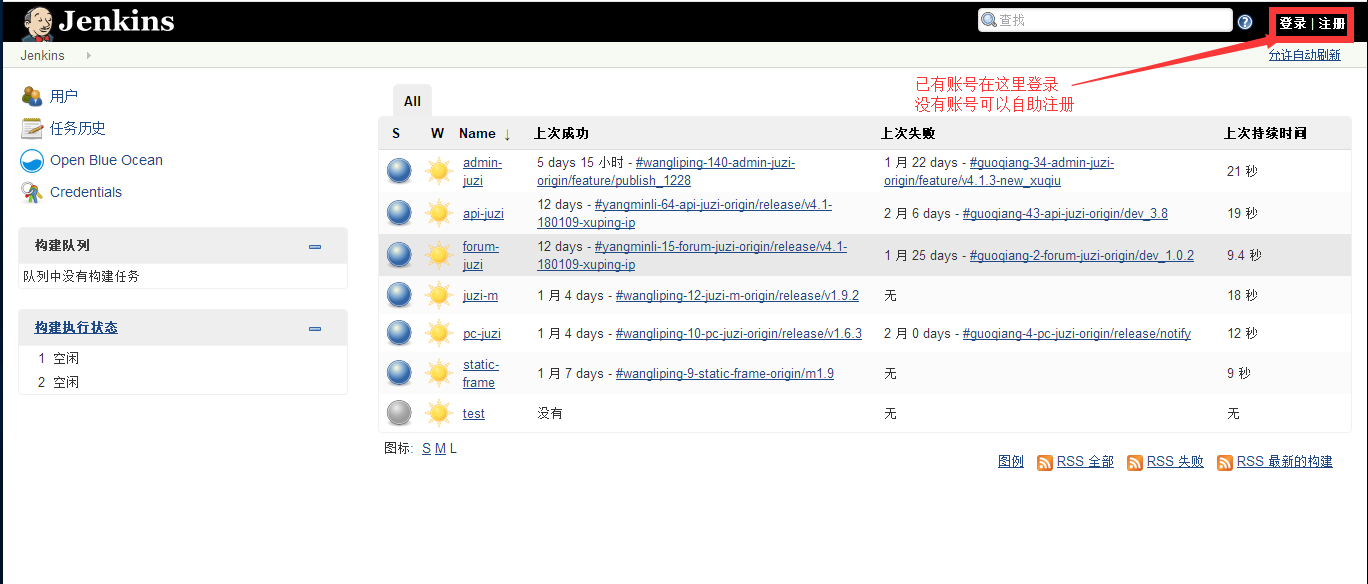 Jenkins
查找
登录 | 注册
Jenkins
允许自动刷新
已有账号在这里登录
没有账号可以自助注册
用户
任务历史
Open Blue Ocean
Credentials
构建队列
队列中没有构建任务
构建执行状态
1 空闲
2 空闲
All
S W Name ↓ 上次成功 上次失败 上次持续时间
admin-juzi 5 days 15 小时 - #wangliping-140-admin-juzi-origin/feature/publish_1228 1 月 22 days - #guoqiang-34-admin-juzi-origin/feature/v4.1.3-new_xuqiu 21 秒
api-juzi 12 days - #yangminli-64-api-juzi-origin/release/v4.1-180109-xuping-ip 2 月 6 days - #guoqiang-43-api-juzi-origin/dev_3.8 19 秒
forum-juzi 12 days - #yangminli-15-forum-juzi-origin/release/v4.1-180109-xuping-ip 1 月 25 days - #guoqiang-2-forum-juzi-origin/dev_1.0.2 9.4 秒
juzi-m 1 月 4 days - #wangliping-12-juzi-m-origin/release/v1.9.2 无 18 秒
pc-juzi 1 月 4 days - #wangliping-10-pc-juzi-origin/release/v1.6.3 2 月 0 days - #guoqiang-4-pc-juzi-origin/release/notify 12 秒
static-frame 1 月 7 days - #wangliping-9-static-frame-origin/m1.9 无 9 秒
test 没有 无 无
图标: S M L
图例 RSS 全部 RSS 失败 RSS 最新的构建